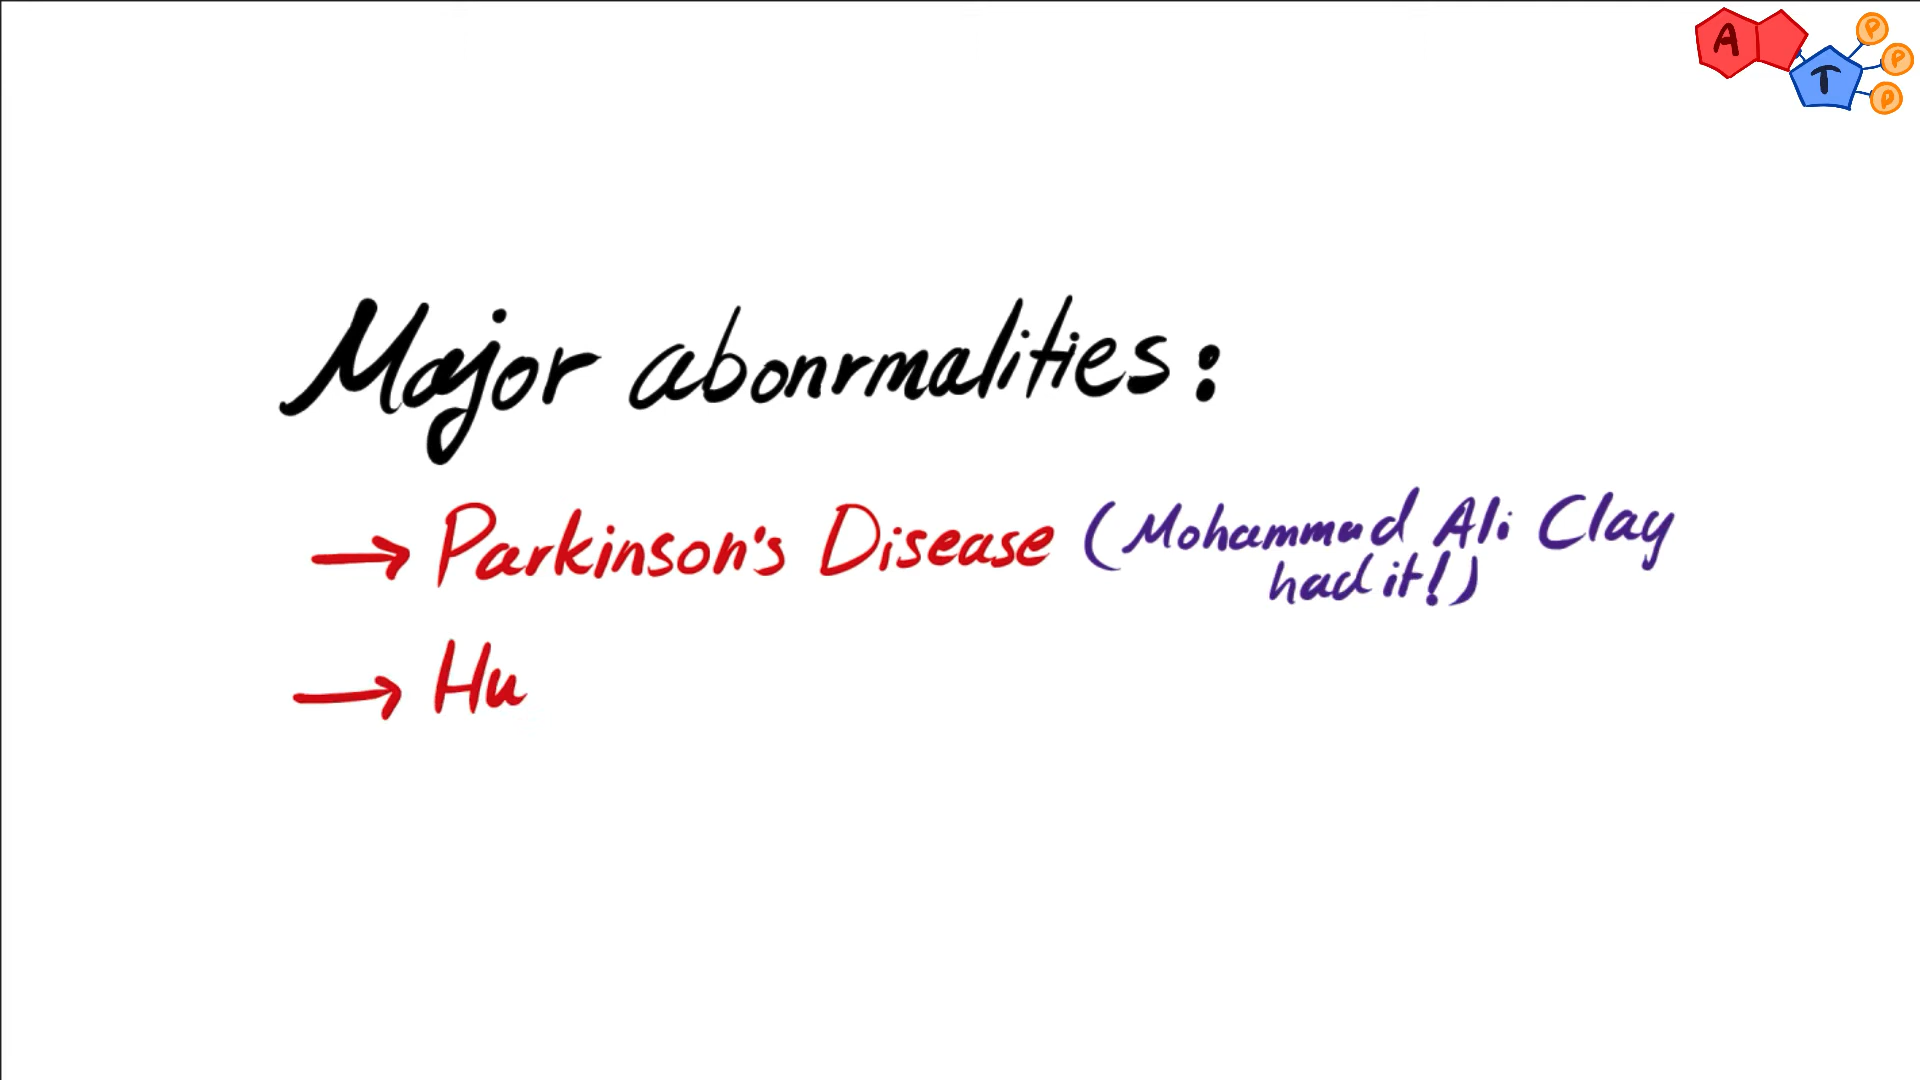 A
T
P
P
P
Major abonrmalities:
→ Parkinson's Disease (Mohammad Ali Clay
had it!)
→ Hu